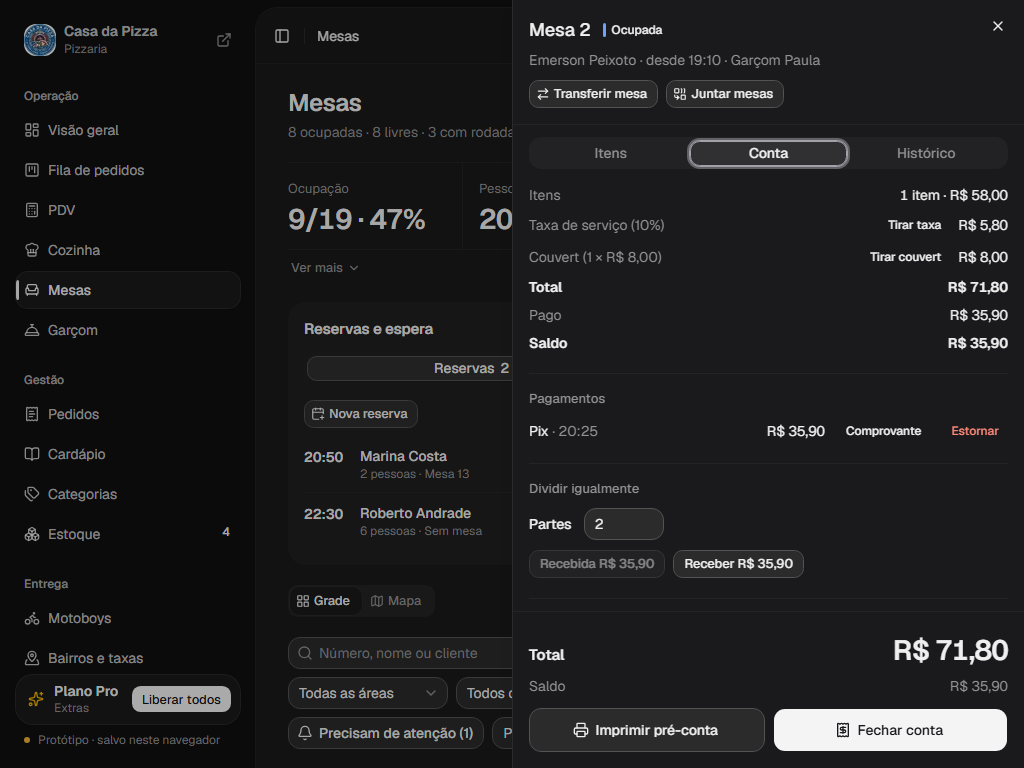 Casa da Pizza
Pizzaria
Operação
Visão geral
Fila de pedidos
PDV
Cozinha
Mesas
Garçom
Gestão
Pedidos
Cardápio
Categorias
Estoque 4
Entrega
Motoboys
Bairros e taxas
Plano Pro
Extras
Liberar todos
Protótipo · salvo neste navegador
Mesas
Mesas
8 ocupadas · 8 livres · 3 com rodada
Ocupação
9/19 · 47%
20
Ver mais
Reservas e espera
Reservas 2
Nova reserva
20:50 Marina Costa
2 pessoas · Mesa 13
22:30 Roberto Andrade
6 pessoas · Sem mesa
Grade Mapa
Número, nome ou cliente
Todas as áreas
Precisam de atenção (1)
Mesa 2 Ocupada
Emerson Peixoto · desde 19:10 · Garçom Paula
Transferir mesa Juntar mesas
Itens Conta Histórico
Itens 1 item · R$ 58,00
Taxa de serviço (10%) Tirar taxa R$ 5,80
Couvert (1 × R$ 8,00) Tirar couvert R$ 8,00
Total R$ 71,80
Pago R$ 35,90
Saldo R$ 35,90
Pagamentos
Pix · 20:25 R$ 35,90 Comprovante Estornar
Dividir igualmente
Partes 2
Recebida R$ 35,90 Receber R$ 35,90
Total R$ 71,80
Saldo R$ 35,90
Imprimir pré-conta Fechar conta